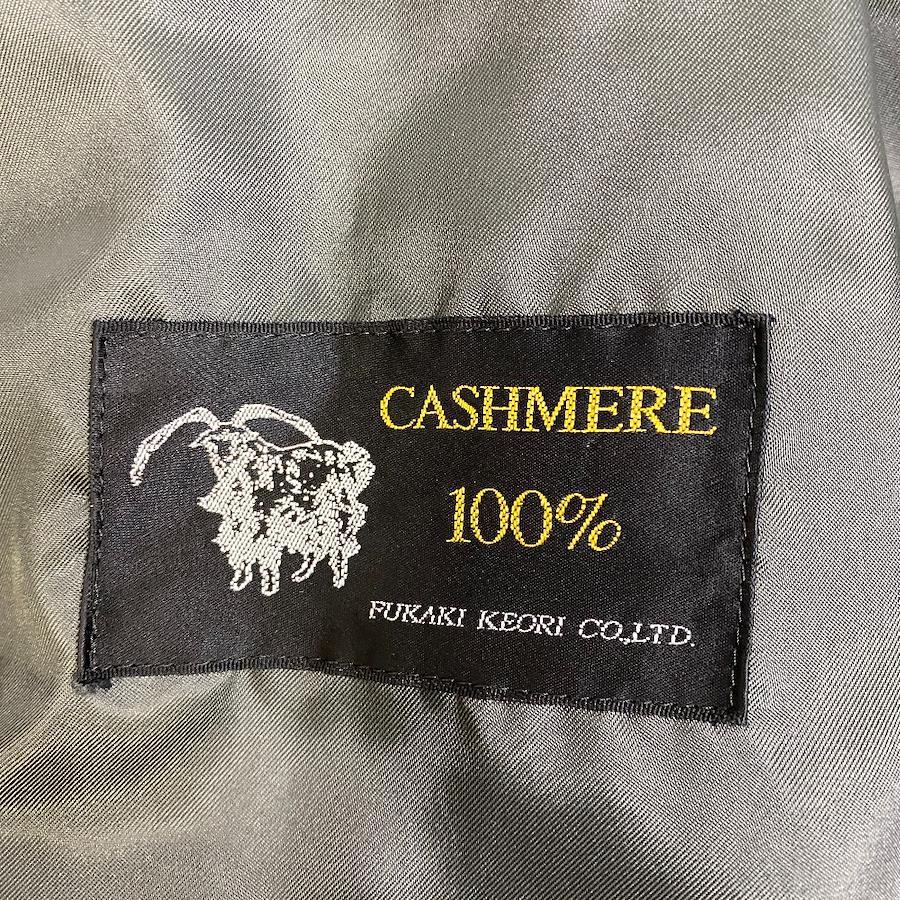 CASHMERE
100%
FUKAKI KEORI CO.,LTD.